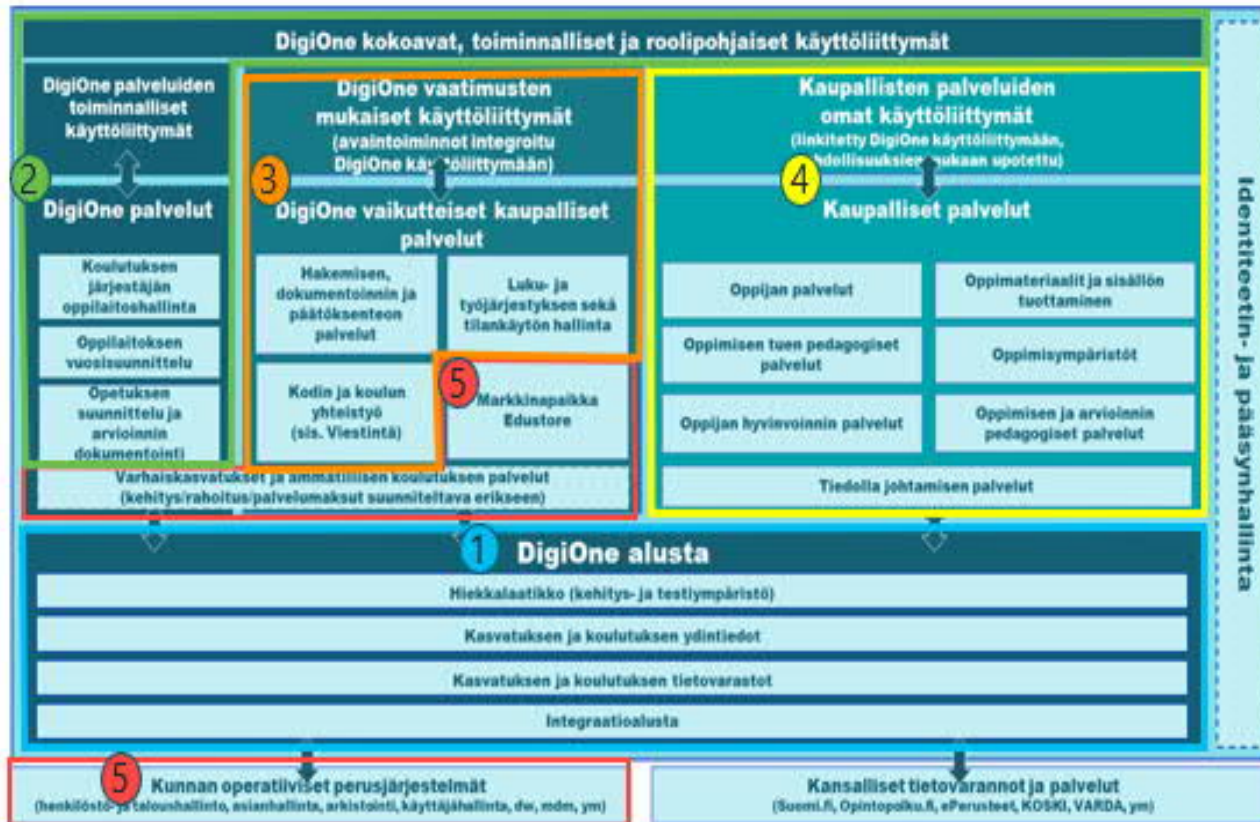 DigiOne kokoavat, toiminnalliset ja roolipohjaiset käyttöliittymät
DigiOne palveluiden
toiminnalliset
käyttöliittymät
DigiOne vaatimusten
mukaiset käyttöliittymät
(avaintoiminnot integroitu
DigiOne käyttöliittymään)
Kaupallisten palveluiden
omat käyttöliittymät
(linkitetty DigiOne käyttöliittymään,
mukaan upotettu)
2
3
4
DigiOne palvelut
DigiOne vaikutteiset kaupalliset
palvelut
Kaupalliset palvelut
Koulutuksen
järjestäjän
oppilaitoshallinta
Oppilaitoksen
vuosisuunnittelu
Opetuksen
suunnittelu ja
arvioinnin
dokumentointi
Hakemisen,
dokumentoinnin ja
päätöksenteon
palvelut
Luku- ja
työjärjestyksen sekä
tilankäytön hallinta
Kodin ja koulun
yhteistyö
(sis. Viestintä)
5
Markkinapaikka
Edustore
Oppijan palvelut
Oppimateriaalit ja sisällön
tuottaminen
Oppimisen tuen pedagogiset
palvelut
Oppimisympäristöt
Oppijan hyvinvoinnin palvelut
Oppimisen ja arvioinnin
pedagogiset palvelut
Tiedolla johtamisen palvelut
Varhaiskasvatukset ja ammatillisen koulutuksen palvelut
(kehitys/rahoitus/palvelumaksut suunniteltava erikseen)
1
DigiOne alusta
Hiekkalaatikko (kehitys- ja testiympäristö)
Kasvatuksen ja koulutuksen ydintiedot
Kasvatuksen ja koulutuksen tietovarastot
Integraatioalusta
5
Kunnan operatiiviset perusjärjestelmät
(henkilöstö- ja taloushallinto, asianhallinta, arkistointi, käyttäjähallinta, dw, mdm, ym)
Kansalliset tietovarannot ja palvelut
(Suomi.fi, Opintopolku.fi, ePerusteet, KOSKI, VARDA, ym)
Identiteetin- ja pääsynhallinta